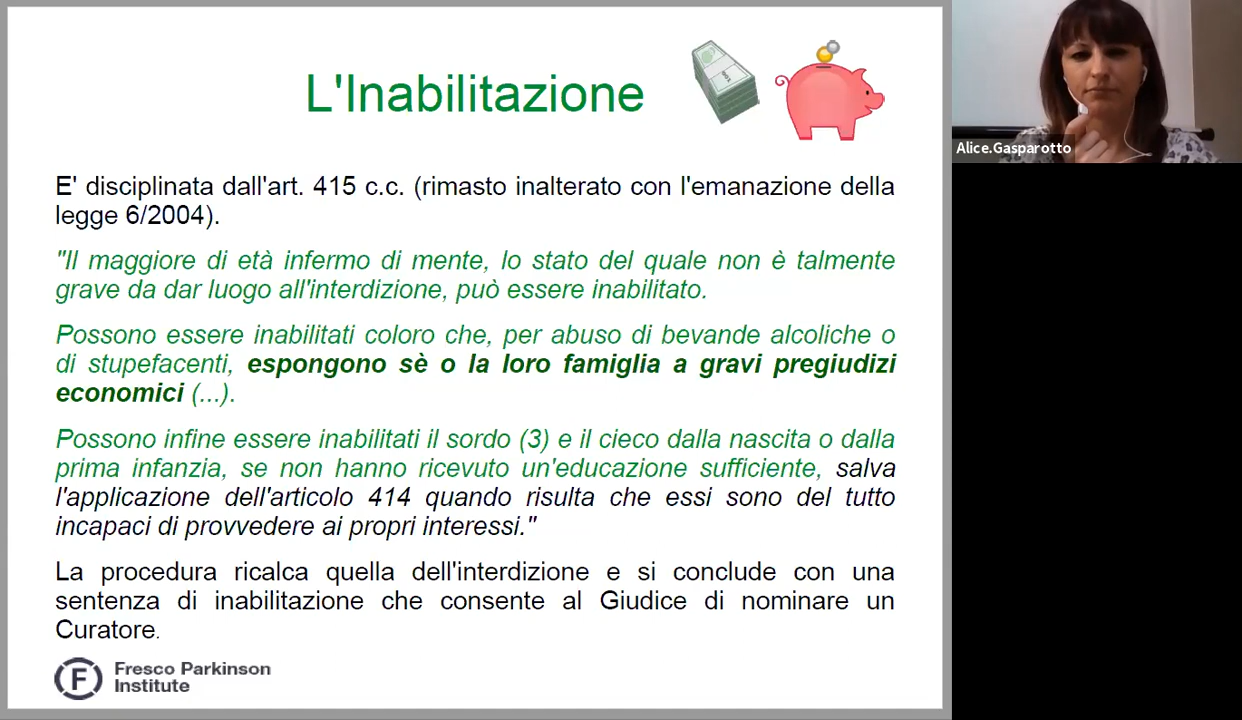 L'Inabilitazione
E' disciplinata dall'art. 415 c.c. (rimasto inalterato con l'emanazione della
legge 6/2004).
"Il maggiore di età infermo di mente, lo stato del quale non è talmente
grave da dar luogo all'interdizione, può essere inabilitato.
Possono essere inabilitati coloro che, per abuso di bevande alcoliche o
di stupefacenti, espongono sè o la loro famiglia a gravi pregiudizi
economici (...).
Possono infine essere inabilitati il sordo (3) e il cieco dalla nascita o dalla
prima infanzia, se non hanno ricevuto un'educazione sufficiente, salva
l'applicazione dell'articolo 414 quando risulta che essi sono del tutto
incapaci di provvedere ai propri interessi."
La procedura ricalca quella dell'interdizione e si conclude con una
sentenza di inabilitazione che consente al Giudice di nominare un
Curatore.
F Fresco Parkinson
Institute
Alice.Gasparotto